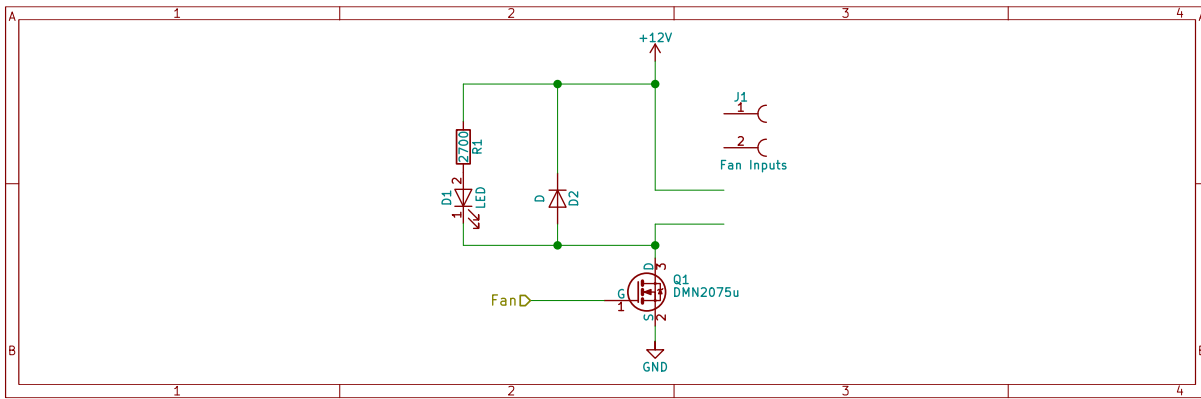 1 2 3 4
A
+12V
J1
1
2
Fan Inputs
2700
R1
2
D1
LED
1
D
D2
D
3
Q1
DMN2075u
Fan
G
1
S
2
GND
B
1 2 3 4